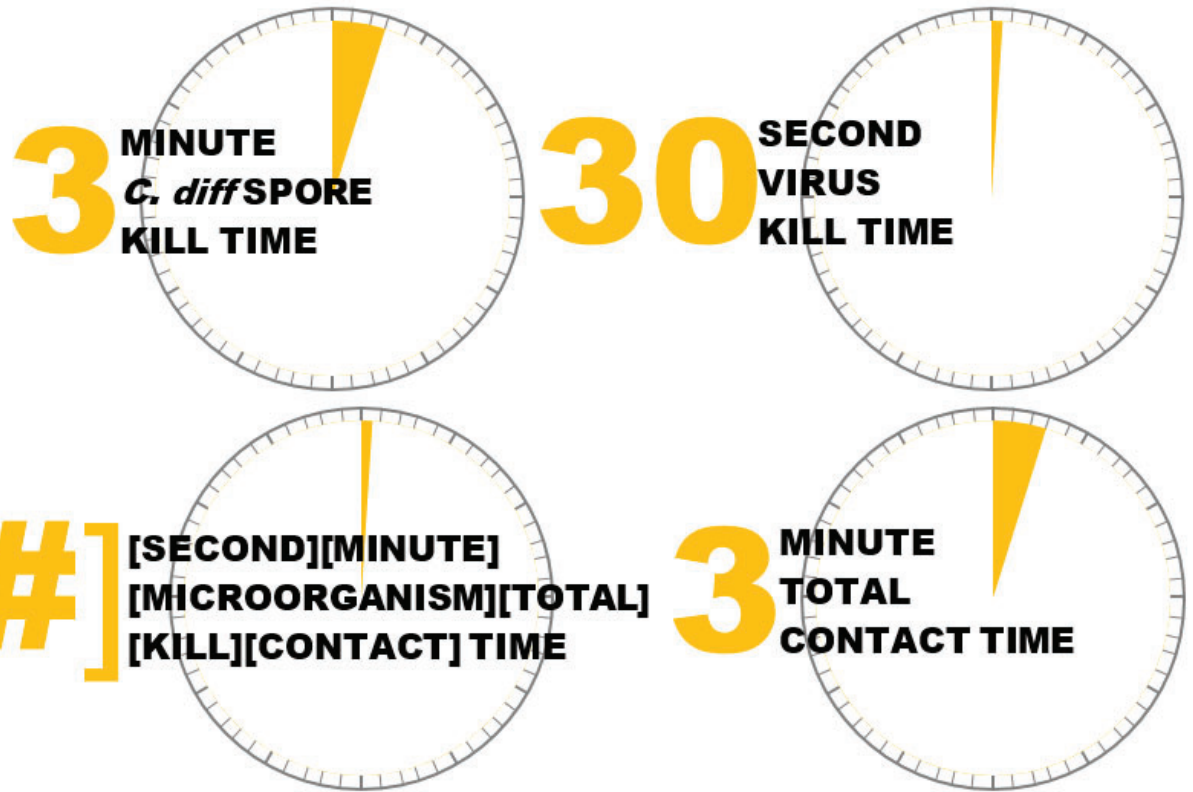 3 MINUTE
C. diff SPORE
KILL TIME
30 SECOND
VIRUS
KILL TIME
#] [SECOND][MINUTE]
[MICROORGANISM][TOTAL]
[KILL][CONTACT] TIME
3 MINUTE
TOTAL
CONTACT TIME